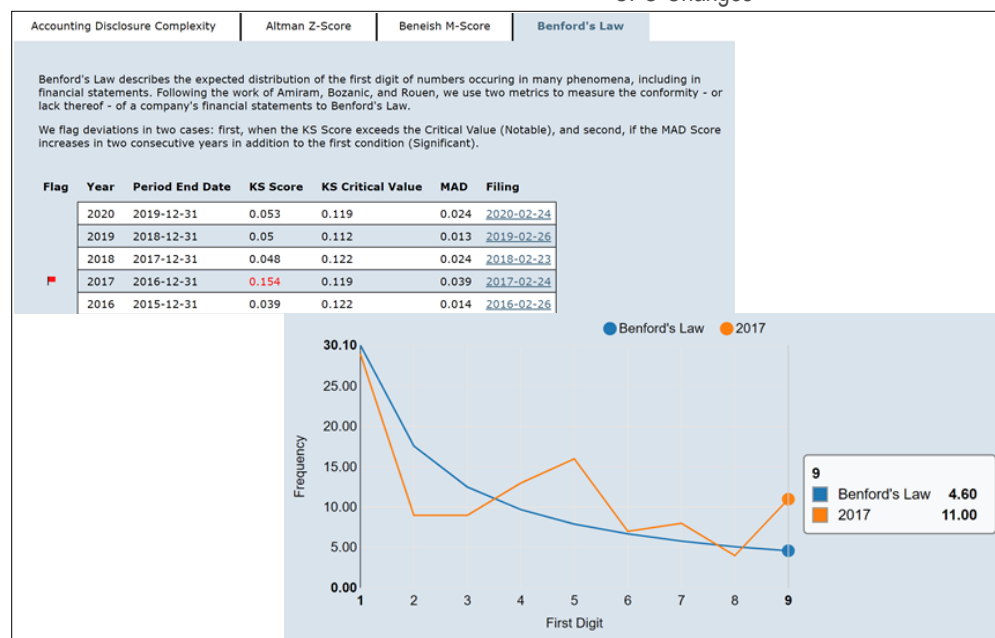 Accounting Disclosure Complexity Altman Z-Score Beneish M-Score Benford's Law
Benford's Law describes the expected distribution of the first digit of numbers occuring in many phenomena, including in
financial statements. Following the work of Amiram, Bozanic, and Rouen, we use two metrics to measure the conformity - or
lack thereof - of a company's financial statements to Benford's Law.
We flag deviations in two cases: first, when the KS Score exceeds the Critical Value (Notable), and second, if the MAD Score
increases in two consecutive years in addition to the first condition (Significant).
Flag Year Period End Date KS Score KS Critical Value MAD Filing
2020 2019-12-31 0.053 0.119 0.024 2020-02-24
2019 2018-12-31 0.05 0.112 0.013 2019-02-26
2018 2017-12-31 0.048 0.122 0.024 2018-02-23
2017 2016-12-31 0.154 0.119 0.039 2017-02-24
2016 2015-12-31 0.039 0.122 0.014 2016-02-26
Benford's Law 2017
30.10
25.00
20.00
15.00
10.00
5.00
0.00
Frequency
9
Benford's Law 4.60
2017 11.00
1 2 3 4 5 6 7 8 9
First Digit